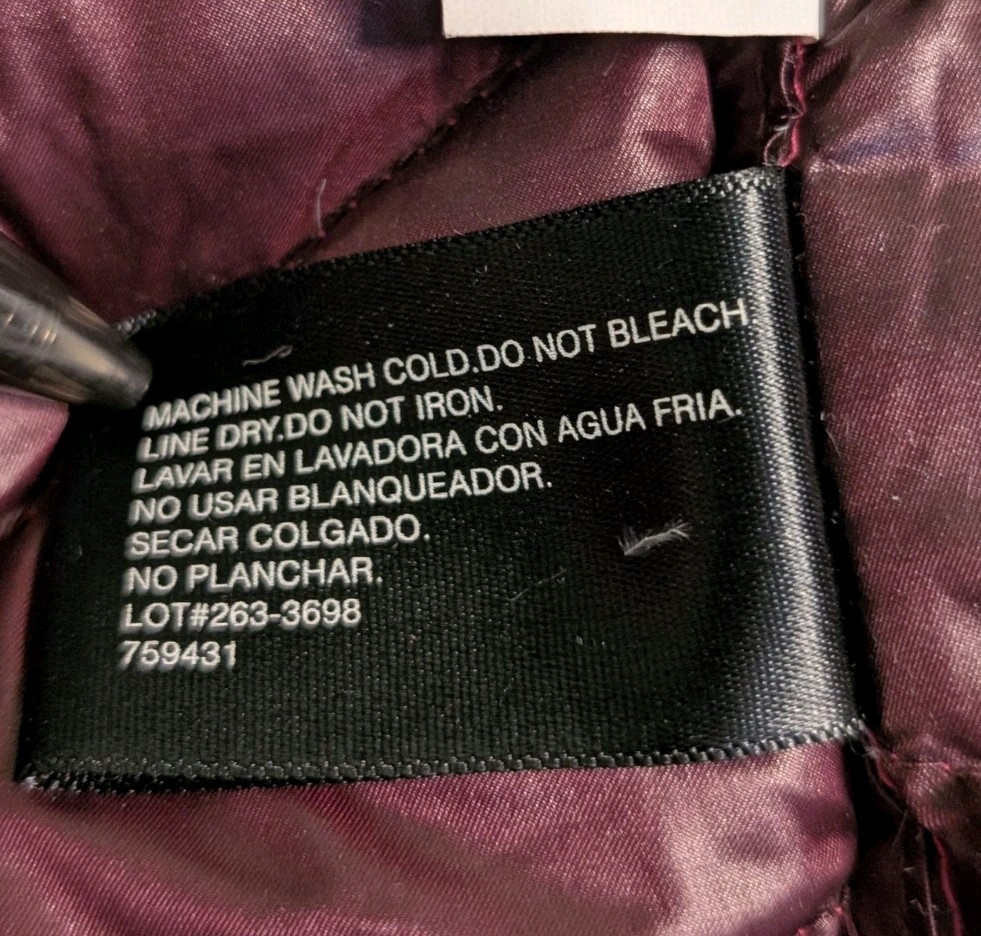 MACHINE WASH COLD.DO NOT BLEACH
LINE DRY.DO NOT IRON.
LAVAR EN LAVADORA CON AGUA FRIA.
NO USAR BLANQUEADOR.
SECAR COLGADO.
NO PLANCHAR.
LOT#263-3698
759431